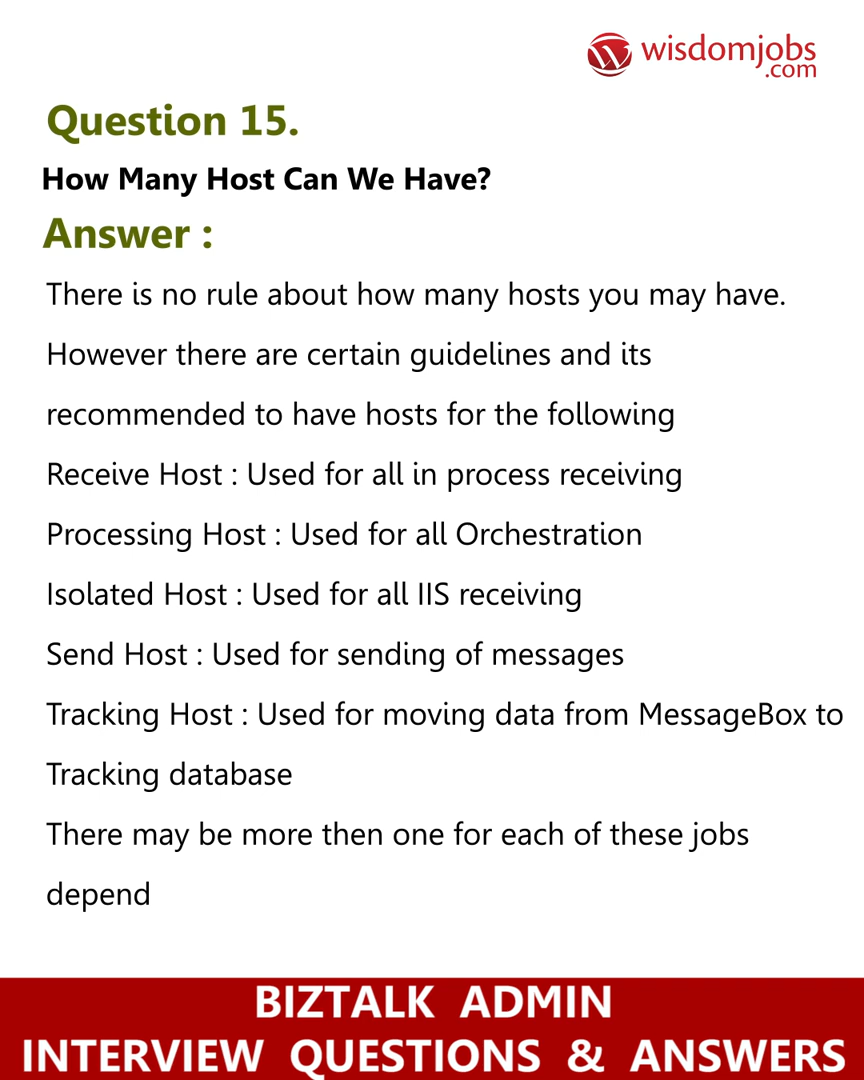 wisdomjobs
.com
Question 15.
How Many Host Can We Have?
Answer :
There is no rule about how many hosts you may have.
However there are certain guidelines and its
recommended to have hosts for the following
Receive Host : Used for all in process receiving
Processing Host : Used for all Orchestration
Isolated Host : Used for all IIS receiving
Send Host : Used for sending of messages
Tracking Host : Used for moving data from MessageBox to
Tracking database
There may be more then one for each of these jobs
depend
BIZTALK ADMIN
INTERVIEW QUESTIONS & ANSWERS